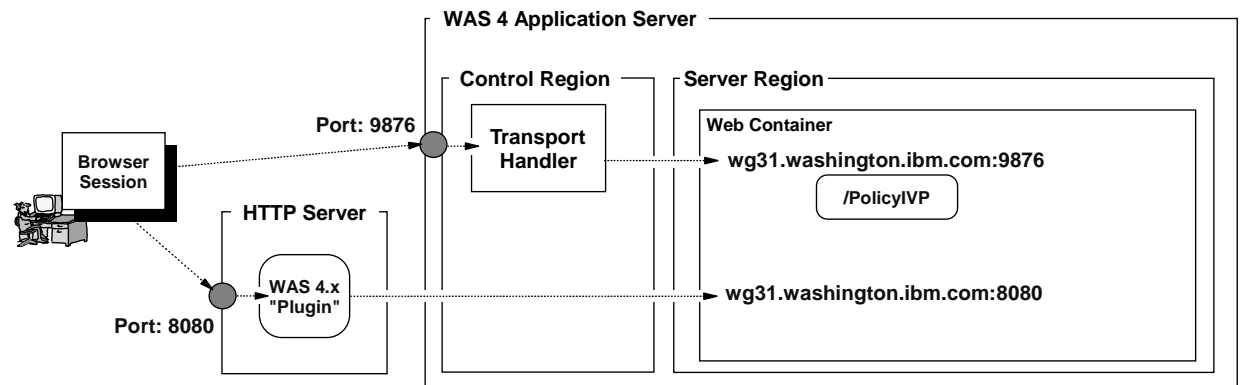 WAS 4 Application Server
Control Region
Server Region
Port: 9876
Transport
Handler
Web Container
wg31.washington.ibm.com:9876
/PolicyIVP
Browser
Session
HTTP Server
WAS 4.x
"Plugin"
wg31.washington.ibm.com:8080
Port: 8080